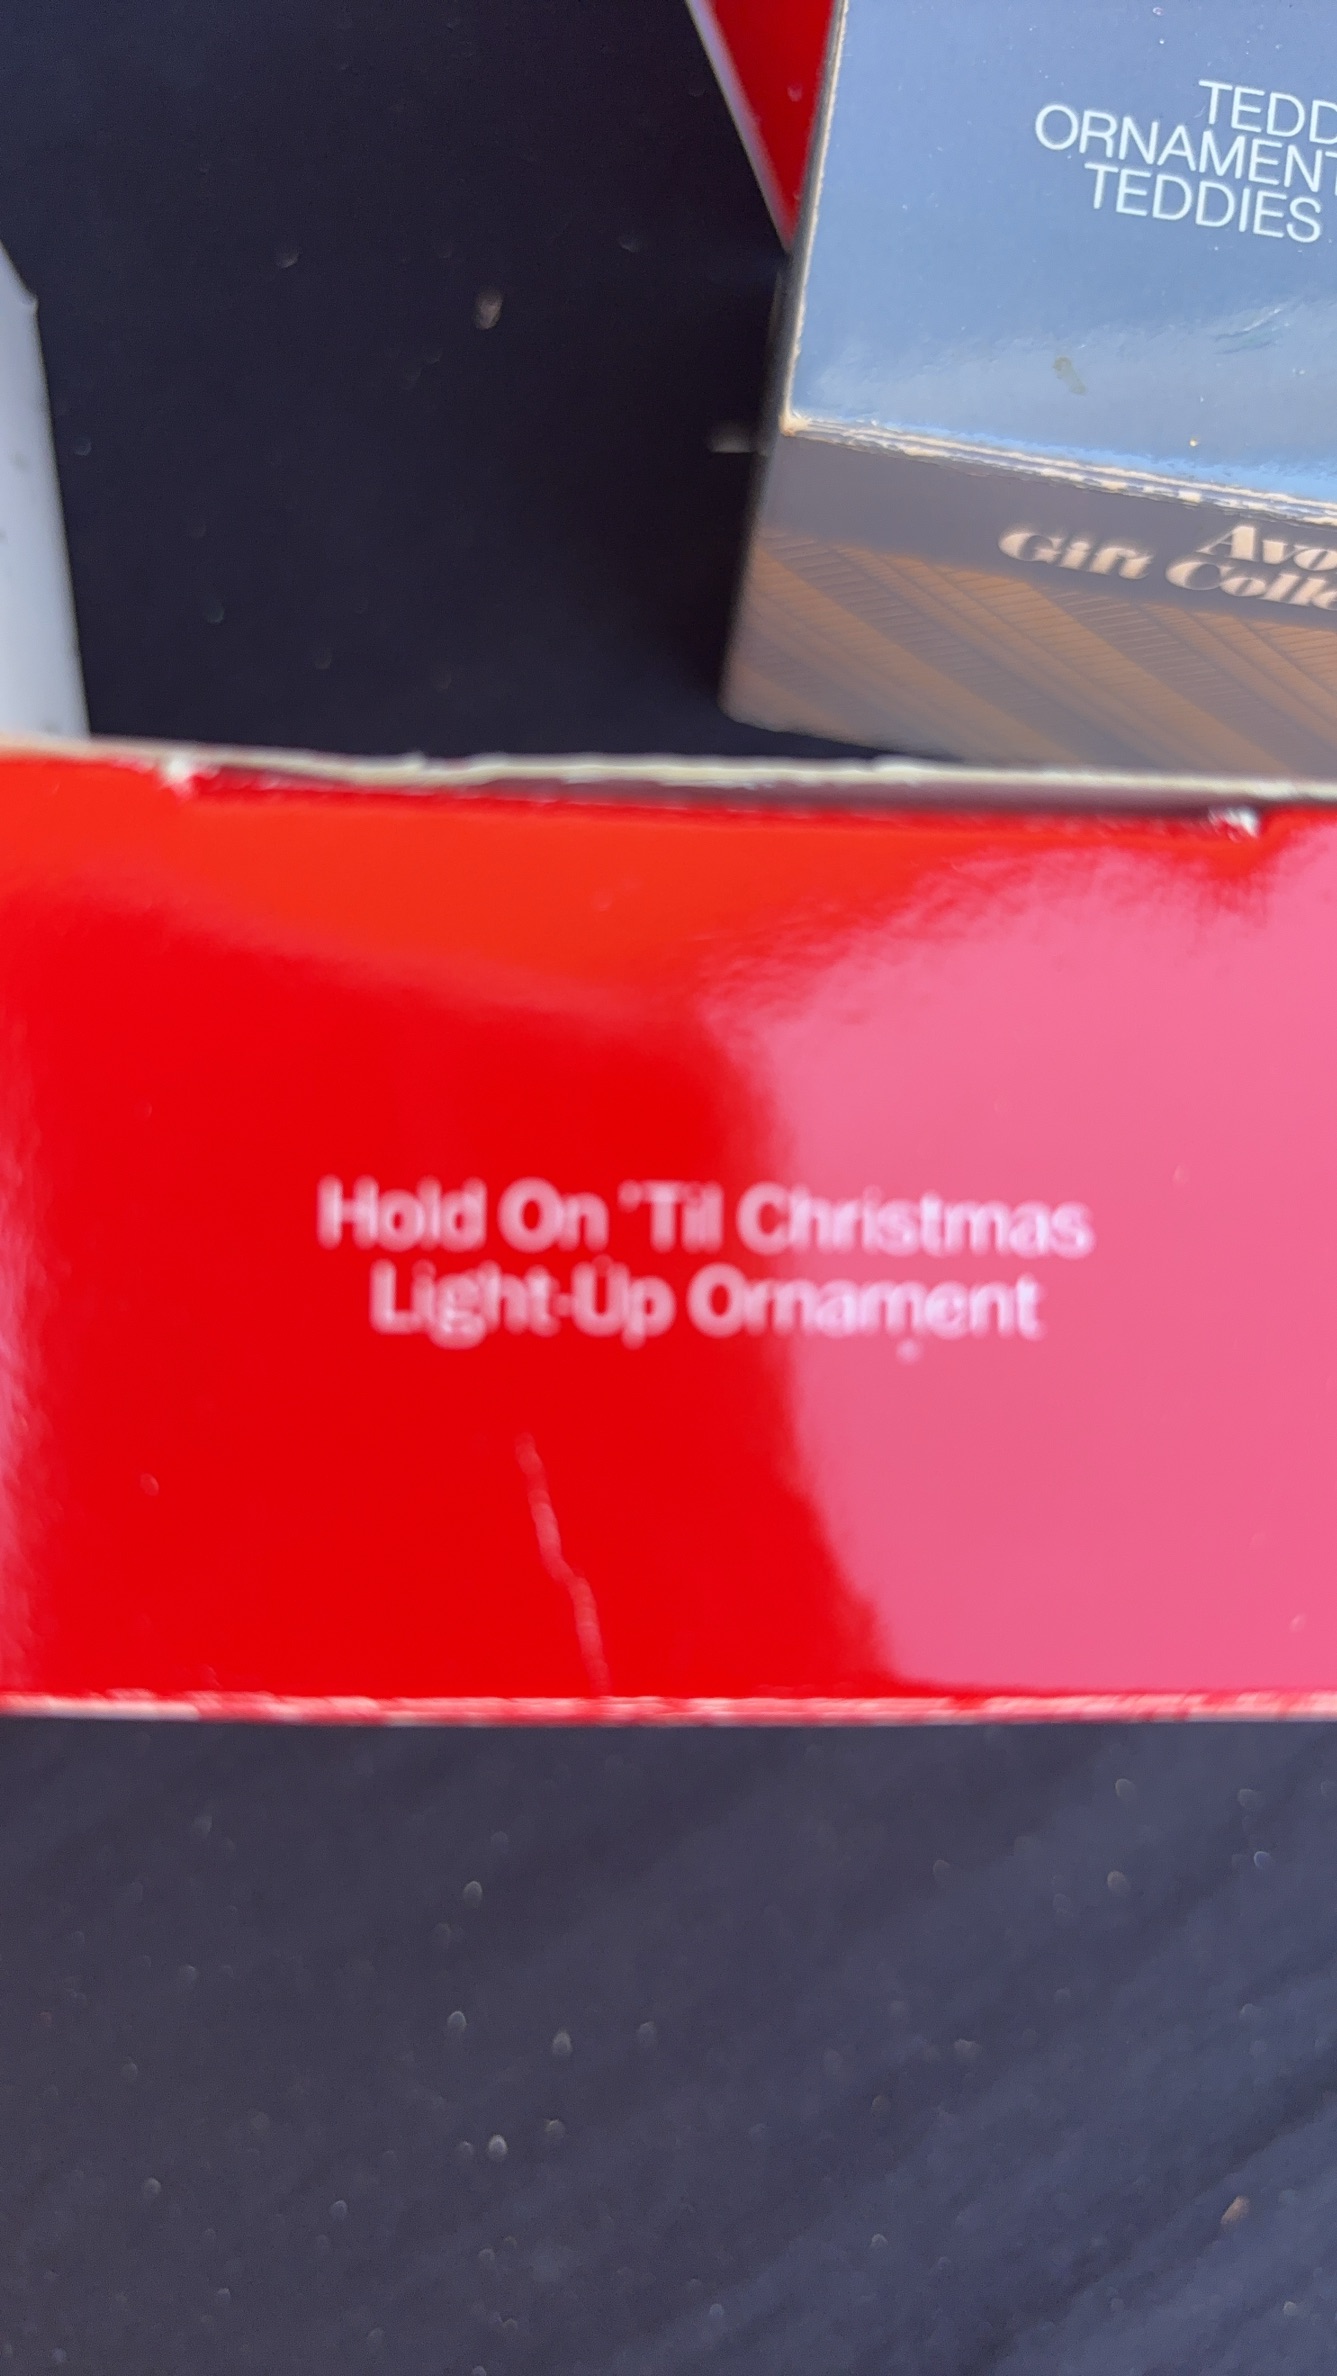 TEDD
ORNAMENT
TEDDIES
Avo
Gift Colle
Hold On 'Til Christmas
Light-Up Ornament